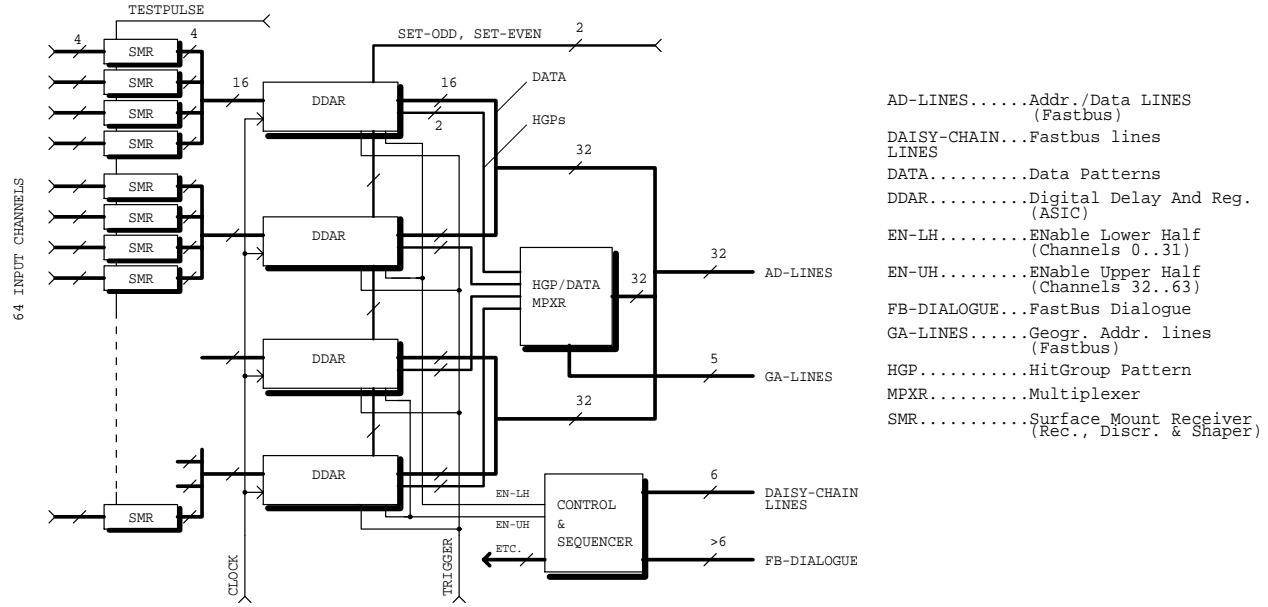 TESTPULSE
SET-ODD, SET-EVEN
2
4
SMR
4
SMR
SMR
SMR
16
DDAR
16
2
DATA
HGPs
32
SMR
SMR
SMR
SMR
DDAR
64 INPUT CHANNELS
HGP/DATA
MPXR
32
32
AD-LINES
DDAR
5
GA-LINES
32
DDAR
SMR
EN-LH
EN-UH
ETC.
CONTROL
&
SEQUENCER
6
DAISY-CHAIN
LINES
>6
FB-DIALOGUE
CLOCK
TRIGGER
AD-LINES......Addr./Data LINES
(Fastbus)
DAISY-CHAIN...Fastbus lines
LINES
DATA..........Data Patterns
DDAR..........Digital Delay And Reg.
(ASIC)
EN-LH.........ENable Lower Half
(Channels 0..31)
EN-UH.........ENable Upper Half
(Channels 32..63)
FB-DIALOGUE...FastBus Dialogue
GA-LINES......Geogr. Addr. lines
(Fastbus)
HGP...........HitGroup Pattern
MPXR..........Multiplexer
SMR...........Surface Mount Receiver
(Rec., Discr. & Shaper)